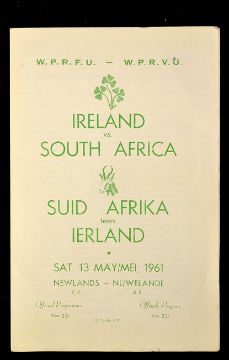 W.P.R.F.U. — W.P.R.V.U.
IRELAND
vs.
SOUTH AFRICA
SUID AFRIKA
teen
IERLAND
SAT. 13 MAY/MEI, 1961
NEWLANDS — NUWELANDE
Official Programme Offisiële Program